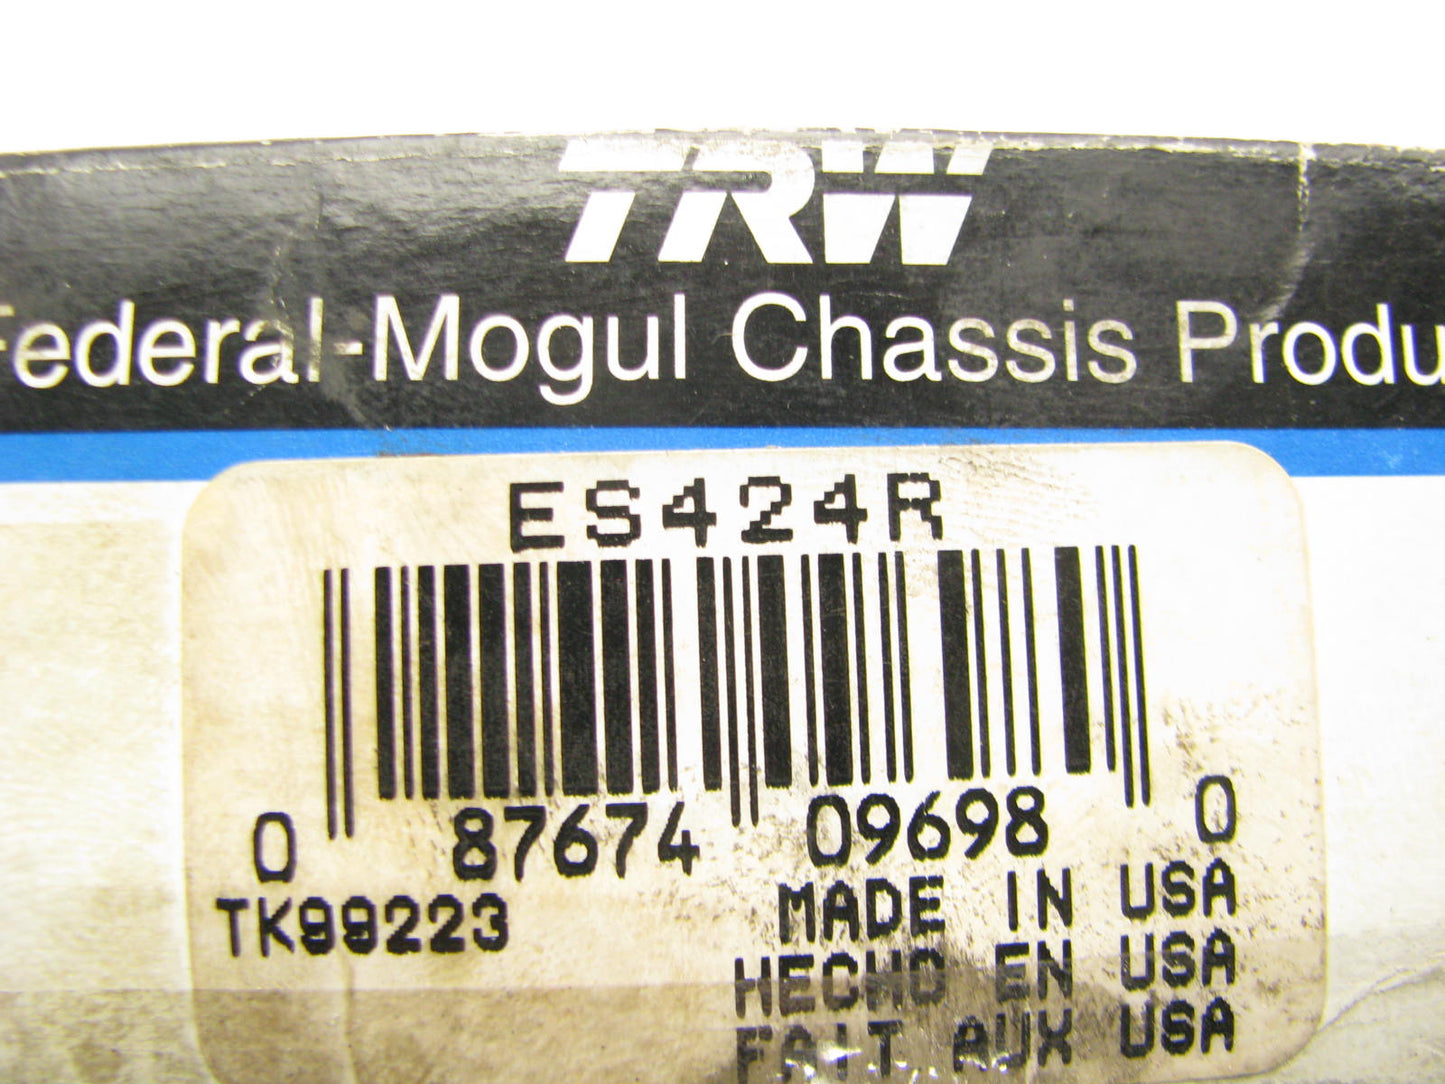 TRW
Federal-Mogul Chassis Produ
ES424R
0 87674 09698 0
TK99223
MADE IN USA
HECHO EN USA
FAIT AUX USA